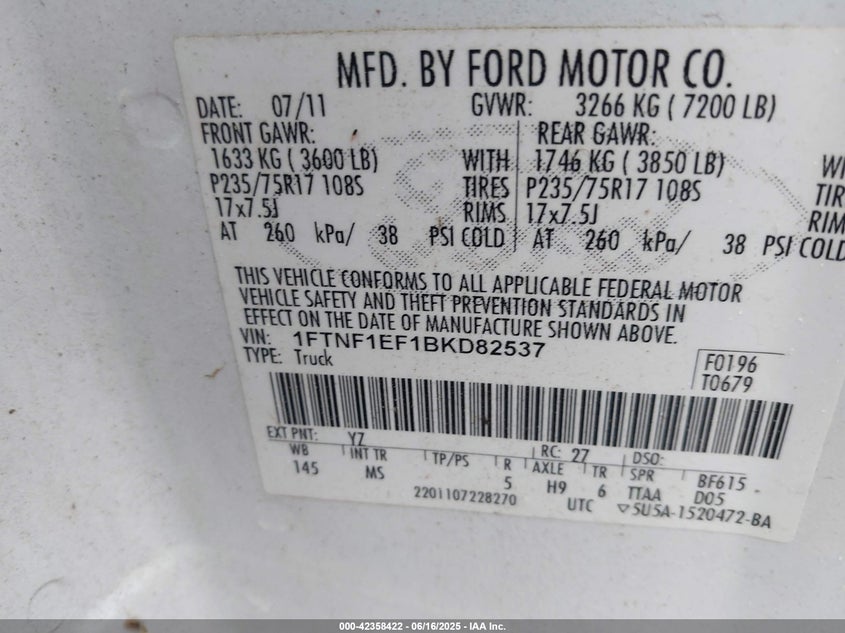 MFD. BY FORD MOTOR CO.
DATE: 07/11 GVWR: 3266 KG ( 7200 LB)
FRONT GAWR: REAR GAWR:
1633 KG ( 3600 LB) WITH 1746 KG ( 3850 LB) WI
P235/75R17 108S TIRES P235/75R17 108S TIR
17x7.5J RIMS 17x7.5J RIM
AT 260 kPa/ 38 PSI COLD AT 260 kPa/ 38 PSI COLD
THIS VEHICLE CONFORMS TO ALL APPLICABLE FEDERAL MOTOR
VEHICLE SAFETY AND THEFT PREVENTION STANDARDS IN
EFFECT ON THE DATE OF MANUFACTURE SHOWN ABOVE.
VIN: 1FTNF1EF1BKD82537
TYPE: Truck
F0196
T0679
EXT PNT: YZ RC: 27 DSO:
WB INT TR TP/PS R AXLE TR SPR BF615
145 MS 5 H9 6 TTAA D05
2201107228270 UTC ▽5U5A-1520472-BA
000-42358422 - 06/16/2025 - IAA Inc.